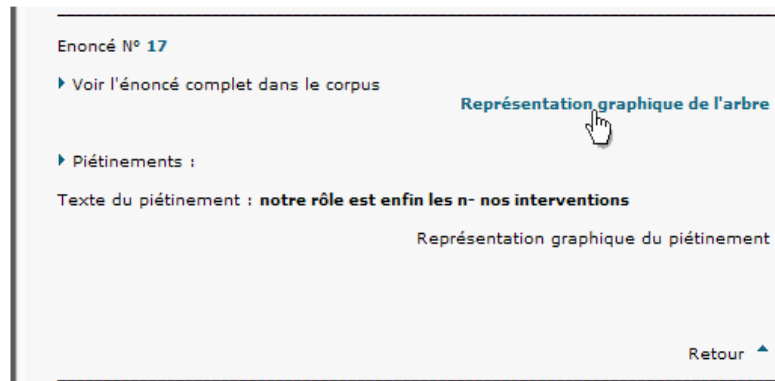 Enoncé Nº 17
Voir l'énoncé complet dans le corpus
Représentation graphique de l'arbre
Piétinements :
Texte du piétinement : notre rôle est enfin les n- nos interventions
Représentation graphique du piétinement
Retour